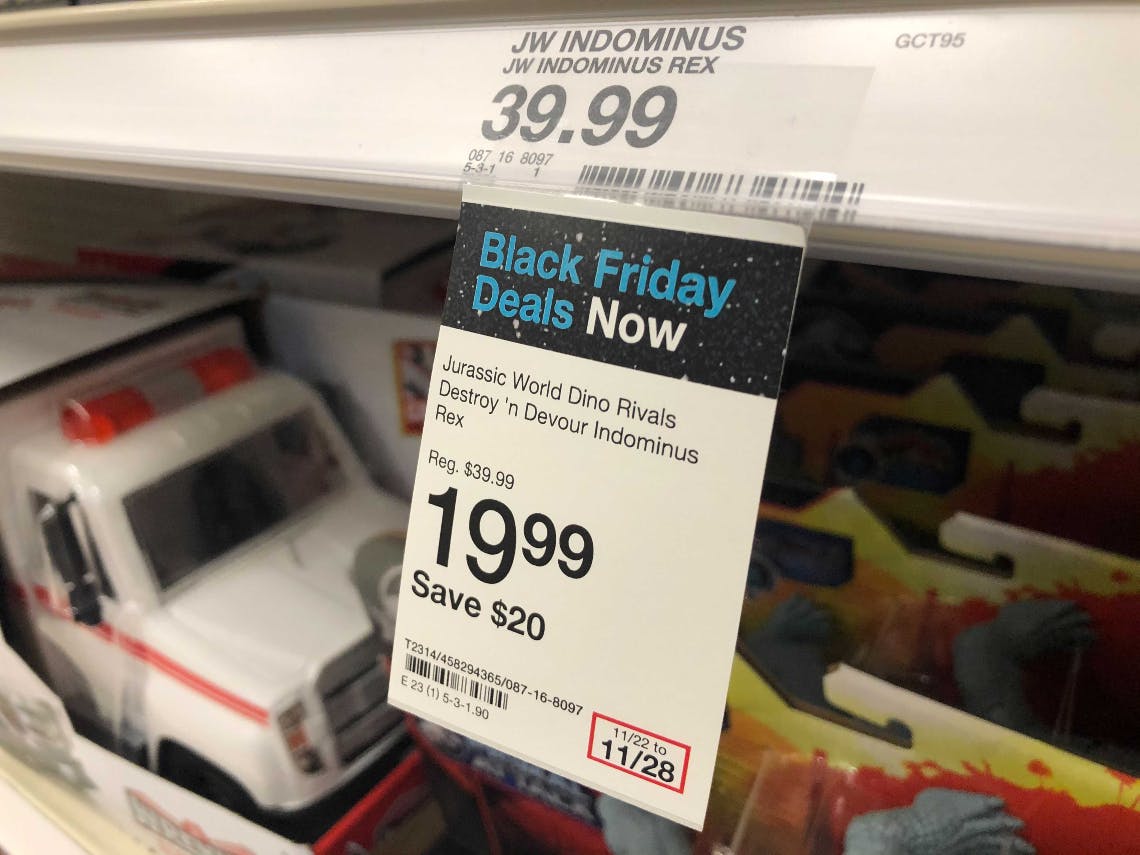 JW INDOMINUS
GCT95
JW INDOMINUS REX
39.99
087 16 8097
5-3-1 1
Black Friday
Deals Now
Jurassic World Dino Rivals
Destroy 'n Devour Indominus
Rex
Reg. $39.99
19 99
Save $20
T2314/458294365/087-16-8097
E 23 (1) 5-3-1.90
11/22 to
11/28